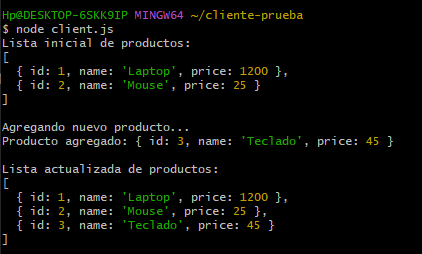 Hp@DESKTOP-6SKK9IP MINGW64 ~/cliente-prueba
$ node client.js
Lista inicial de productos:
[
  { id: 1, name: 'Laptop', price: 1200 },
  { id: 2, name: 'Mouse', price: 25 }
]

Agregando nuevo producto...
Producto agregado: { id: 3, name: 'Teclado', price: 45 }

Lista actualizada de productos:
[
  { id: 1, name: 'Laptop', price: 1200 },
  { id: 2, name: 'Mouse', price: 25 },
  { id: 3, name: 'Teclado', price: 45 }
]